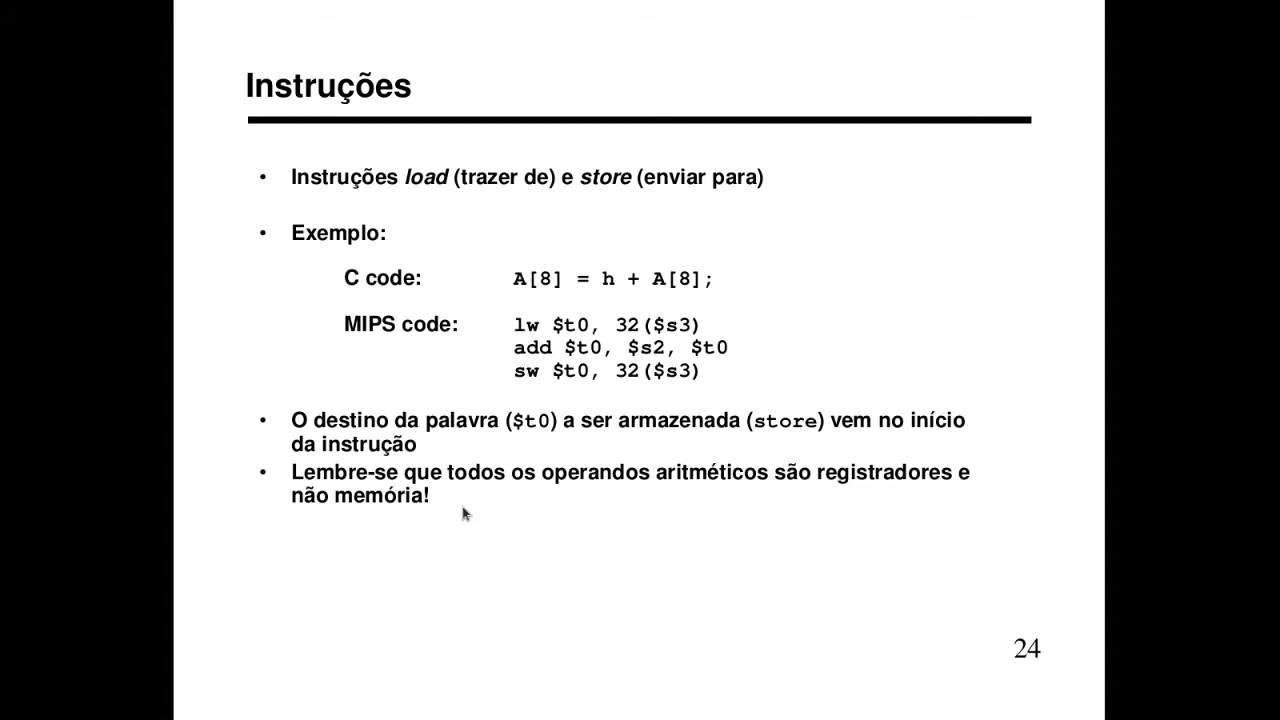 Instruções
• Instruções load (trazer de) e store (enviar para)
• Exemplo:
C code: A[8] = h + A[8];
MIPS code: lw $t0, 32($s3)
add $t0, $s2, $t0
sw $t0, 32($s3)
• O destino da palavra ($t0) a ser armazenada (store) vem no início
da instrução
• Lembre-se que todos os operandos aritméticos são registradores e
não memória!
24